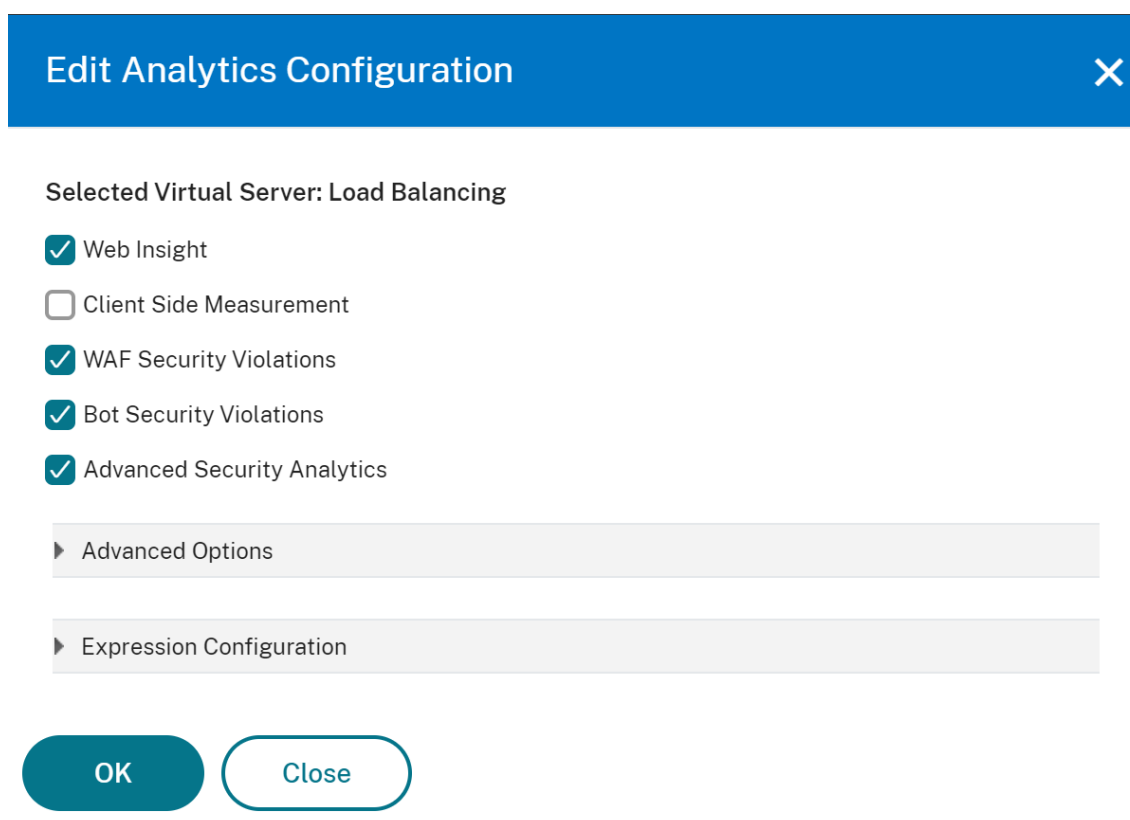 Edit Analytics Configuration
Selected Virtual Server: Load Balancing
Web Insight
Client Side Measurement
WAF Security Violations
Bot Security Violations
Advanced Security Analytics
Advanced Options
Expression Configuration
OK Close